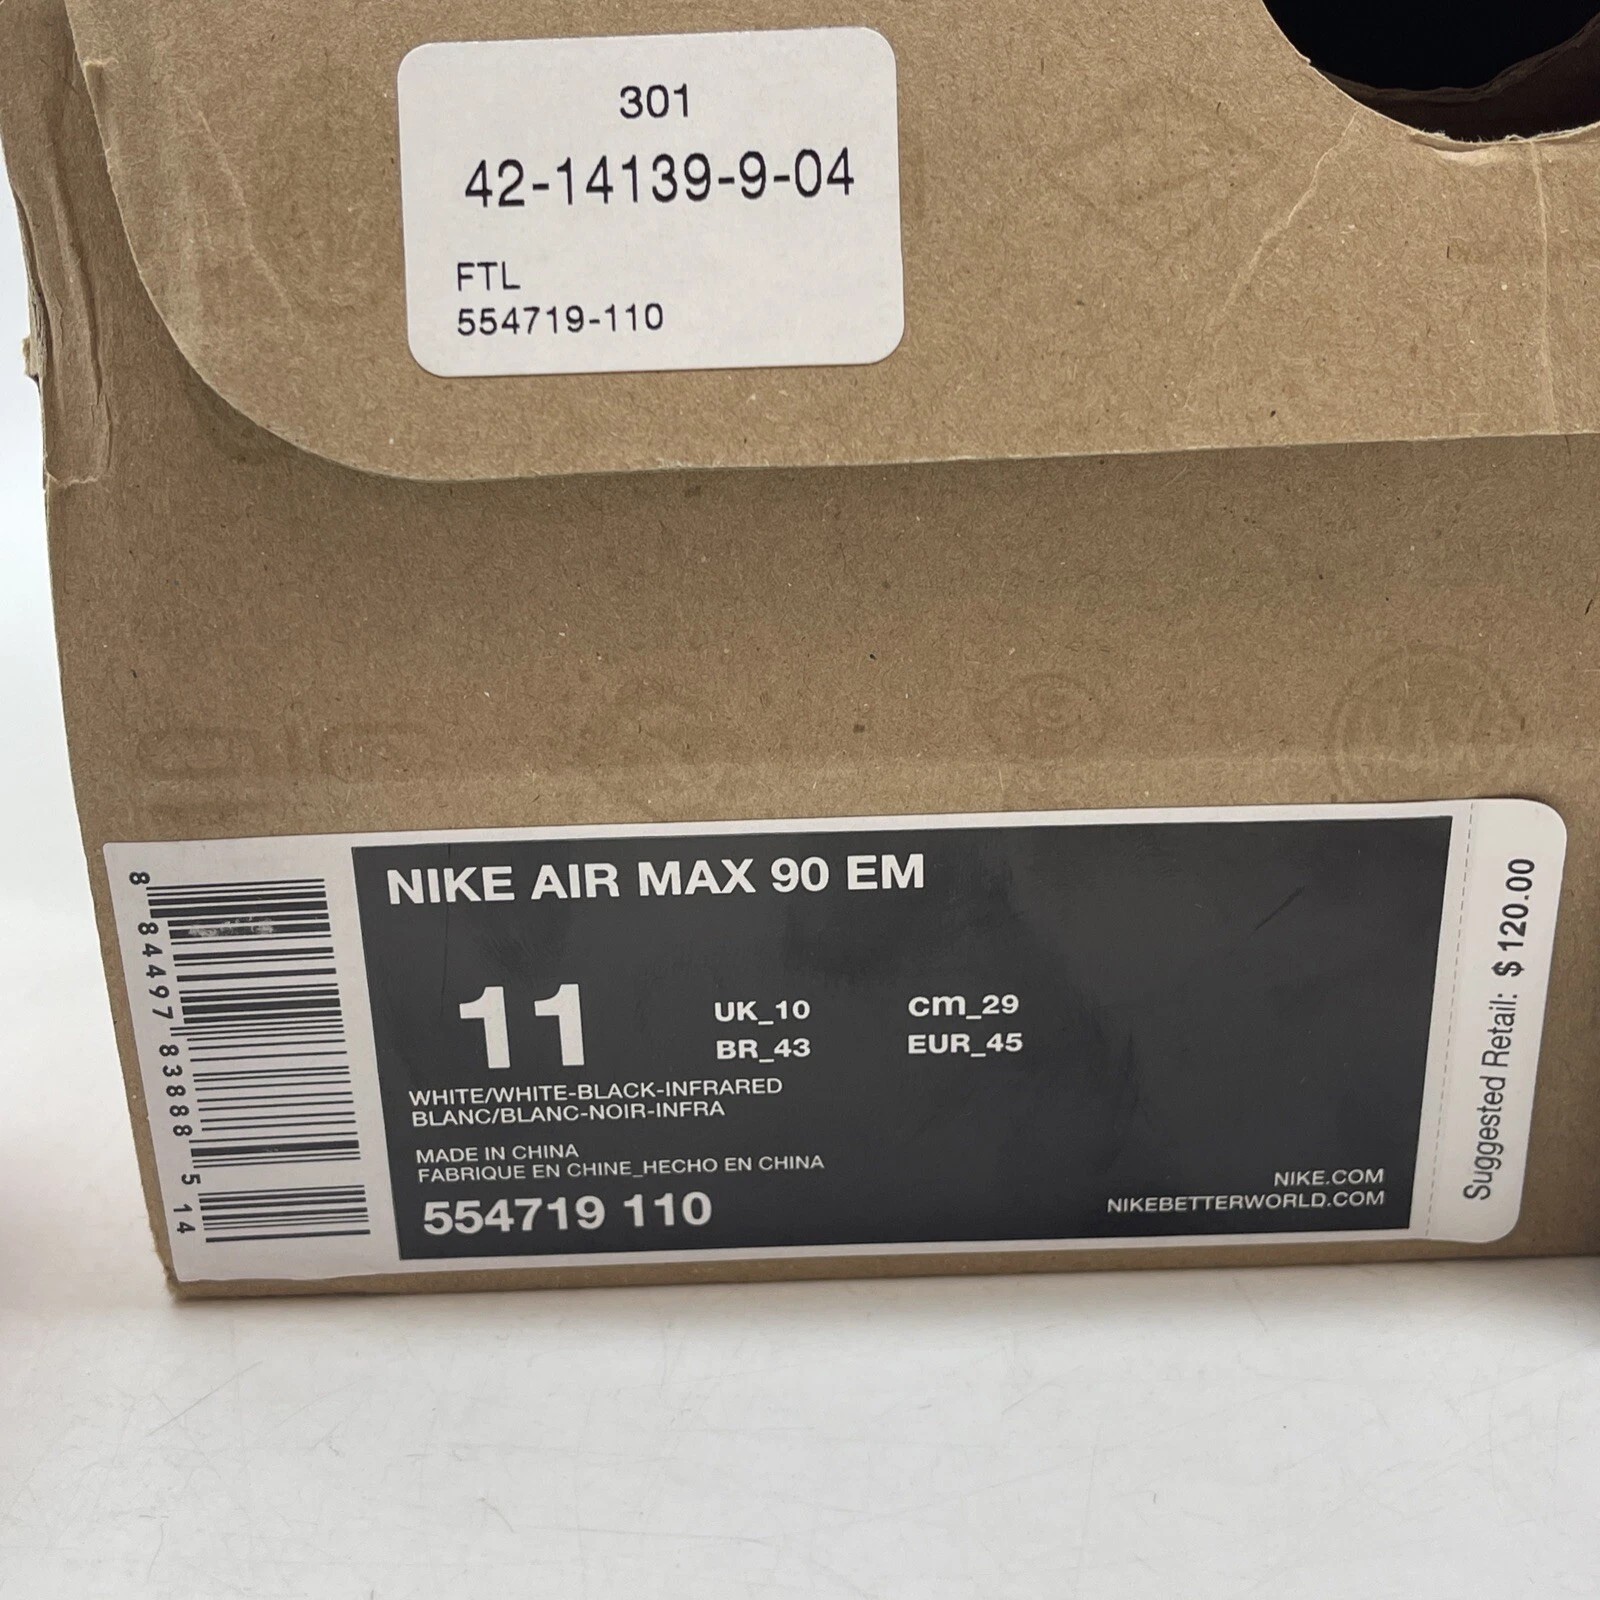 301
42-14139-9-04
FTL
554719-110
8 84497 83888 5 14
NIKE AIR MAX 90 EM
11
UK_10
cm_29
BR_43
EUR_45
WHITE/WHITE-BLACK-INFRARED
BLANC/BLANC-NOIR-INFRA
MADE IN CHINA
FABRIQUE EN CHINE_HECHO EN CHINA
554719 110
NIKE.COM
NIKEBETTERWORLD.COM
Suggested Retail: $ 120.00